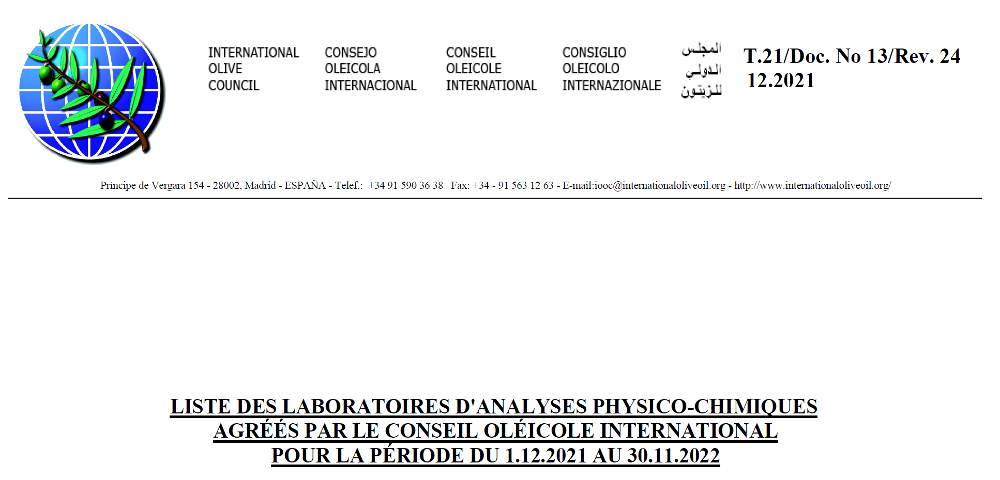 INTERNATIONAL
OLIVE
COUNCIL
CONSEJO
OLEICOLA
INTERNACIONAL
CONSEIL
OLEICOLE
INTERNATIONAL
CONSIGLIO
OLEICOLO
INTERNAZIONALE
المجلس
الدولي
للزيتون
T.21/Doc. No 13/Rev. 24
12.2021
Príncipe de Vergara 154 - 28002, Madrid - ESPAÑA - Telef.: +34 91 590 36 38 Fax: +34 - 91 563 12 63 - E-mail:iooc@internationaloliveoil.org - http://www.internationaloliveoil.org/
LISTE DES LABORATOIRES D'ANALYSES PHYSICO-CHIMIQUES
AGRÉÉS PAR LE CONSEIL OLÉICOLE INTERNATIONAL
POUR LA PÉRIODE DU 1.12.2021 AU 30.11.2022